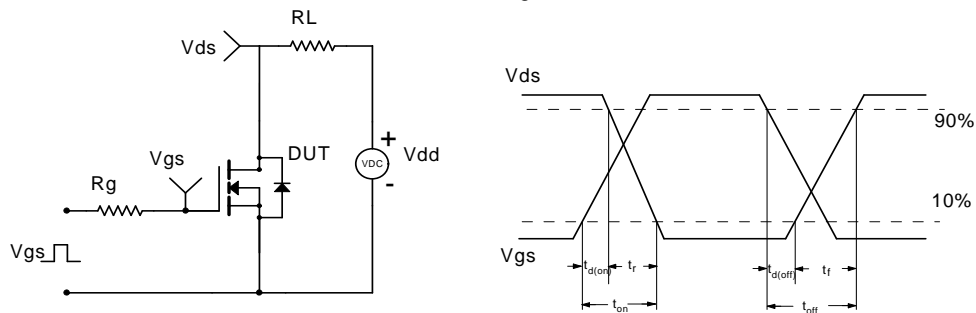 RL
Vds
Vds
90%
+
DUT
VDC
Vdd
Vgs
-
Rg
10%
Vgs
Vgs
td(on)
tr
td(off)
tf
ton
toff